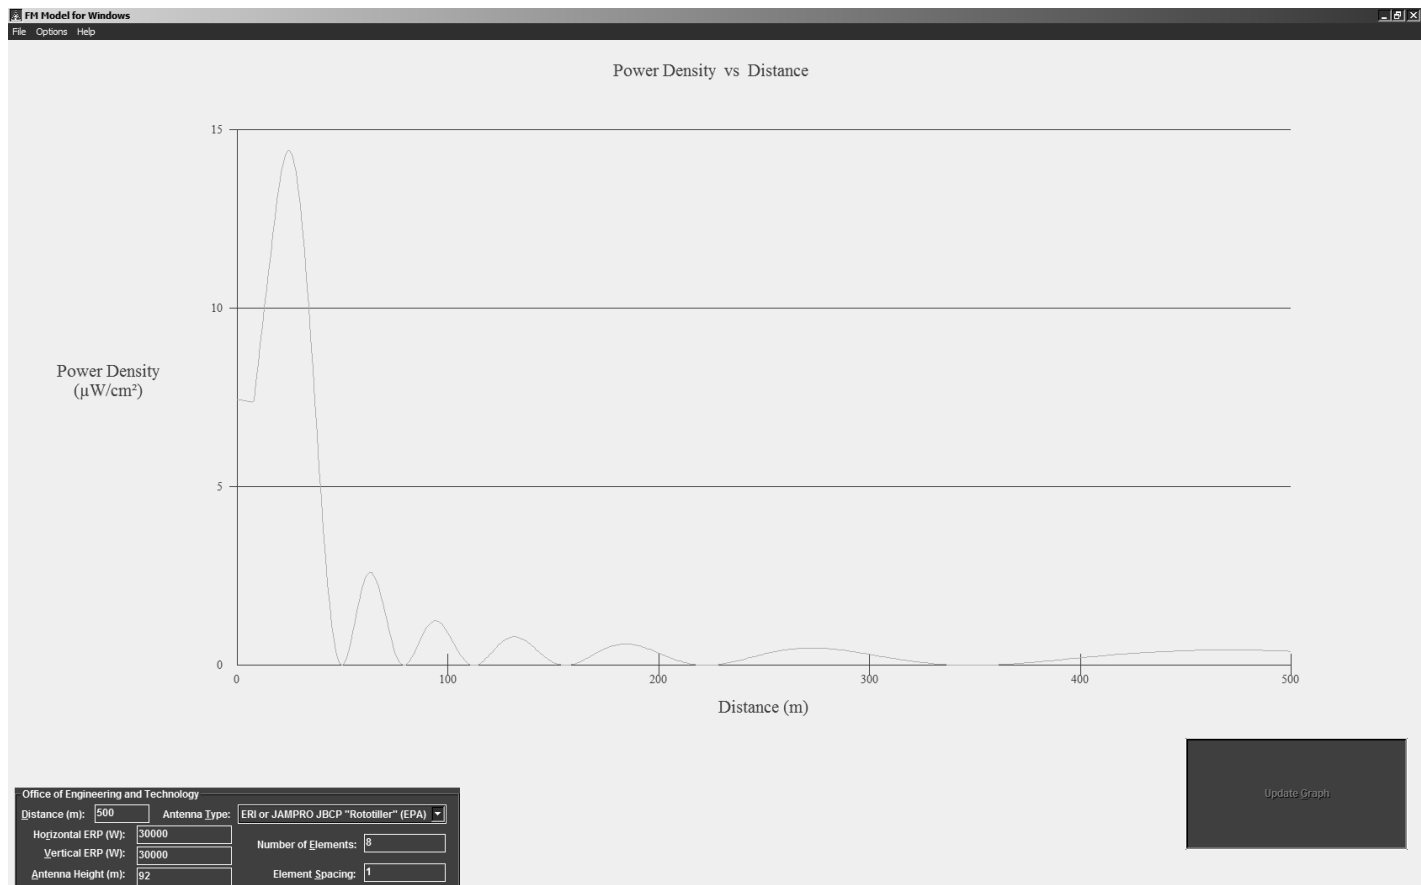 FM Model for Windows
File Options Help
Power Density vs Distance
15
10
Power Density
(µW/cm²)
5
0
0 100 200 300 400 500
Distance (m)
Update Graph
Office of Engineering and Technology
Distance (m): 500 Antenna Type: ERI or JAMPRO JBCP "Rototiller" (EPA)
Horizontal ERP (W): 30000
Number of Elements: 8
Vertical ERP (W): 30000
Antenna Height (m): 92 Element Spacing: 1